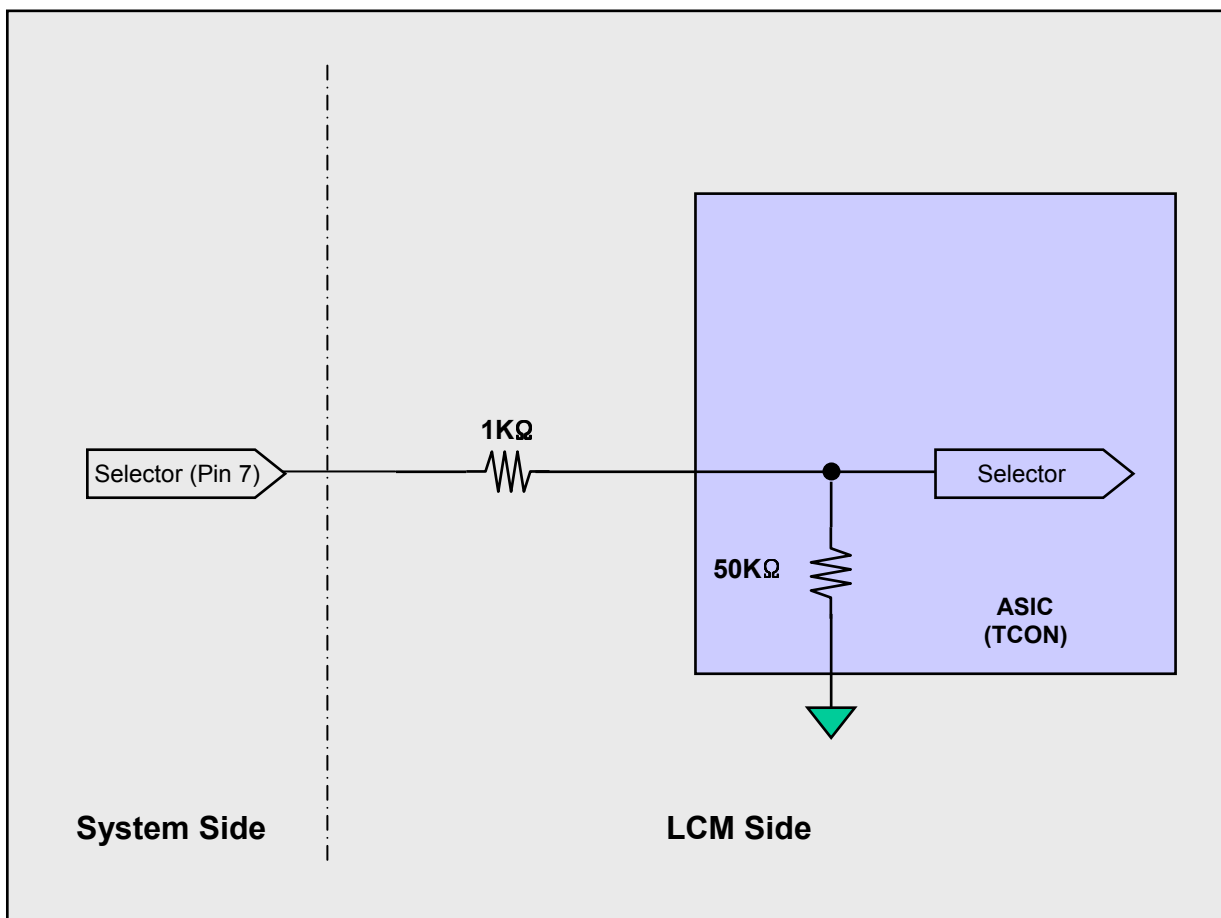 1KΩ
Selector (Pin 7)
Selector
50KΩ
ASIC
(TCON)
System Side
LCM Side